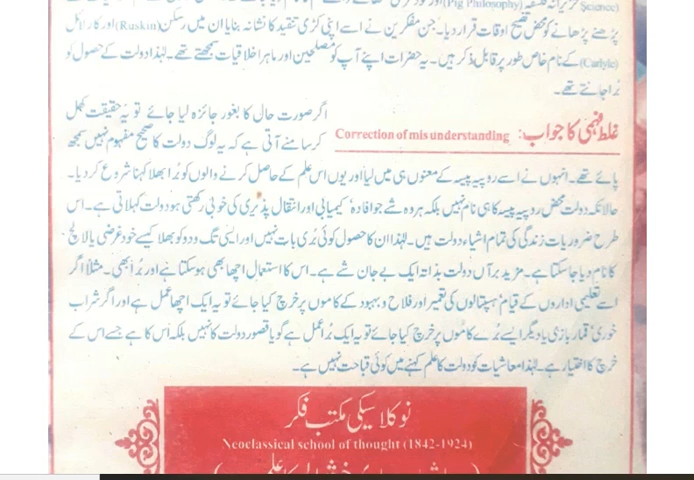 (Pig Philosophy)
پڑھنے پڑھانے کو محض تضیع اوقات قرار دیا۔ جن مفکرین نے اسے اپنی کڑی تنقید کا نشانہ بنایا ان میں رسکن (Ruskin) اور کارلائل
(Carlyle) کے نام خاص طور پر قابل ذکر ہیں۔ یہ حضرات اپنے آپ کو مصلحین اور ماہر اخلاقیات سمجھتے تھے۔ لہٰذا دولت کے حصول کو
برا جانتے تھے۔
غلط فہمی کا جواب: Correction of mis understanding
اگر صورت حال کا بغور جائزہ لیا جائے تو یہ حقیقت کھل
کر سامنے آتی ہے کہ یہ لوگ دولت کا صحیح مفہوم نہیں سمجھ
پائے تھے۔ انہوں نے اسے روپیہ پیسہ کے معنوں ہی میں لیا اور یوں اس علم کے حاصل کرنے والوں کو برا بھلا کہنا شروع کر دیا۔
حالانکہ دولت محض روپیہ پیسہ کا ہی نام نہیں بلکہ ہر وہ شے جو افادہ‘ کمیابی اور انتقال پذیری کی خوبی رکھتی ہو دولت کہلاتی ہے۔ اس
طرح ضروریات زندگی کی تمام اشیاء دولت ہیں۔ لہٰذا ان کا حصول کوئی بری بات نہیں اور ایسی تگ و دو کو بھلا کیسے خود غرضی یا لالچ
کا نام دیا جا سکتا ہے۔ مزید برآں دولت بذاتہ ایک بے جان شے ہے۔ اس کا استعمال اچھا بھی ہو سکتا ہے اور برا بھی۔ مثلاً اگر
اسے تعلیمی اداروں کے قیام‘ ہسپتالوں کی تعمیر اور فلاح و بہبود کے کاموں پر خرچ کیا جائے تو یہ ایک اچھا عمل ہے اور اگر شراب
خوری‘ قمار بازی یا دیگر ایسے برے کاموں پر خرچ کیا جائے تو یہ ایک برا عمل ہے گویا قصور دولت کا نہیں بلکہ اس کا ہے جسے اس کے
خرچ کا اختیار ہے۔ لہٰذا معاشیات کو دولت کا علم کہنے میں کوئی قباحت نہیں ہے۔
نوکلاسیکی مکتب فکر
Neoclassical school of thought (1842-1924)